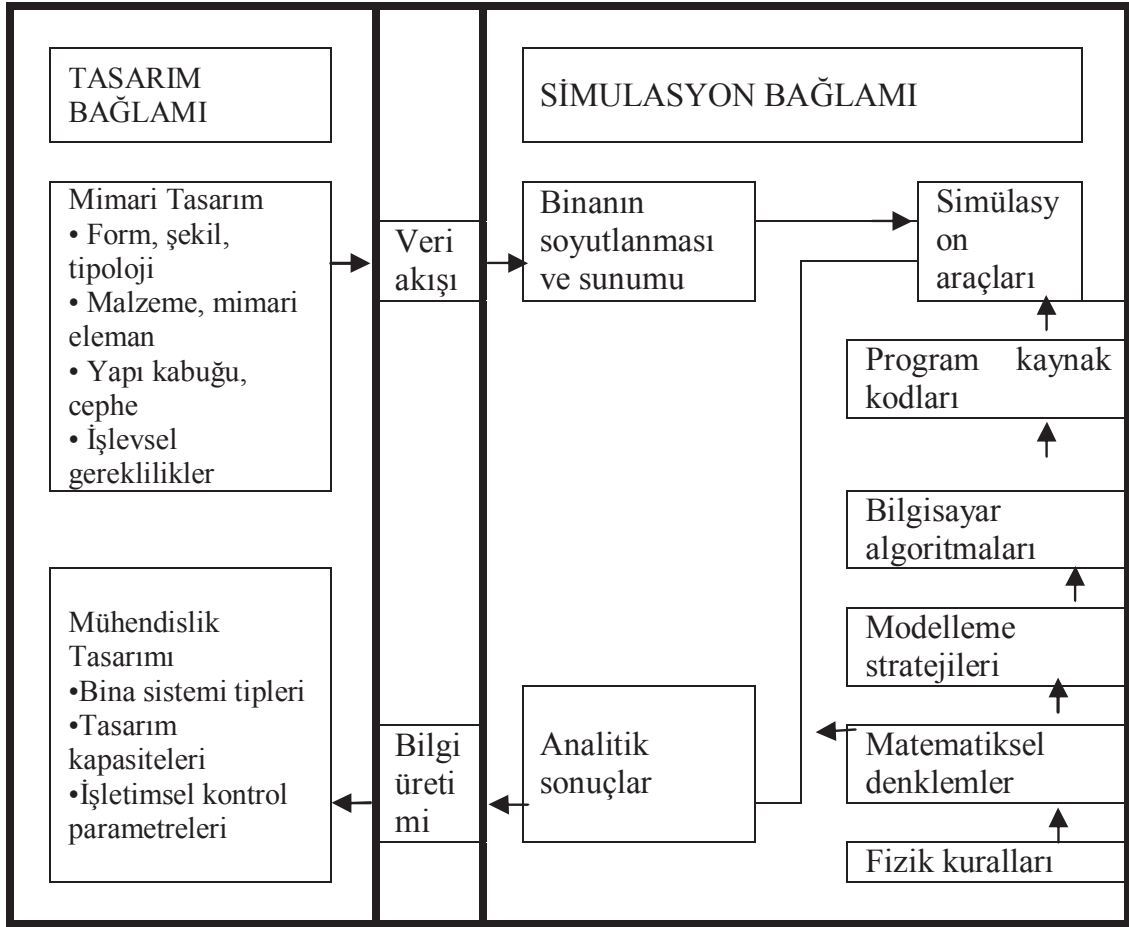 TASARIM
BAĞLAMI
SİMULASYON BAĞLAMI
Mimari Tasarım
• Form, şekil,
tipoloji
• Malzeme, mimari
eleman
• Yapı kabuğu,
cephe
• İşlevsel
gereklilikler
Veri
akışı
Binanın
soyutlanması
ve sunumu
Simülasy
on
araçları
Program kaynak
kodları
Bilgisayar
algoritmaları
Modelleme
stratejileri
Matematiksel
denklemler
Fizik kuralları
Analitik
sonuçlar
Bilgi
üreti
mi
Mühendislik
Tasarımı
•Bina sistemi tipleri
•Tasarım
kapasiteleri
•İşletimsel kontrol
parametreleri